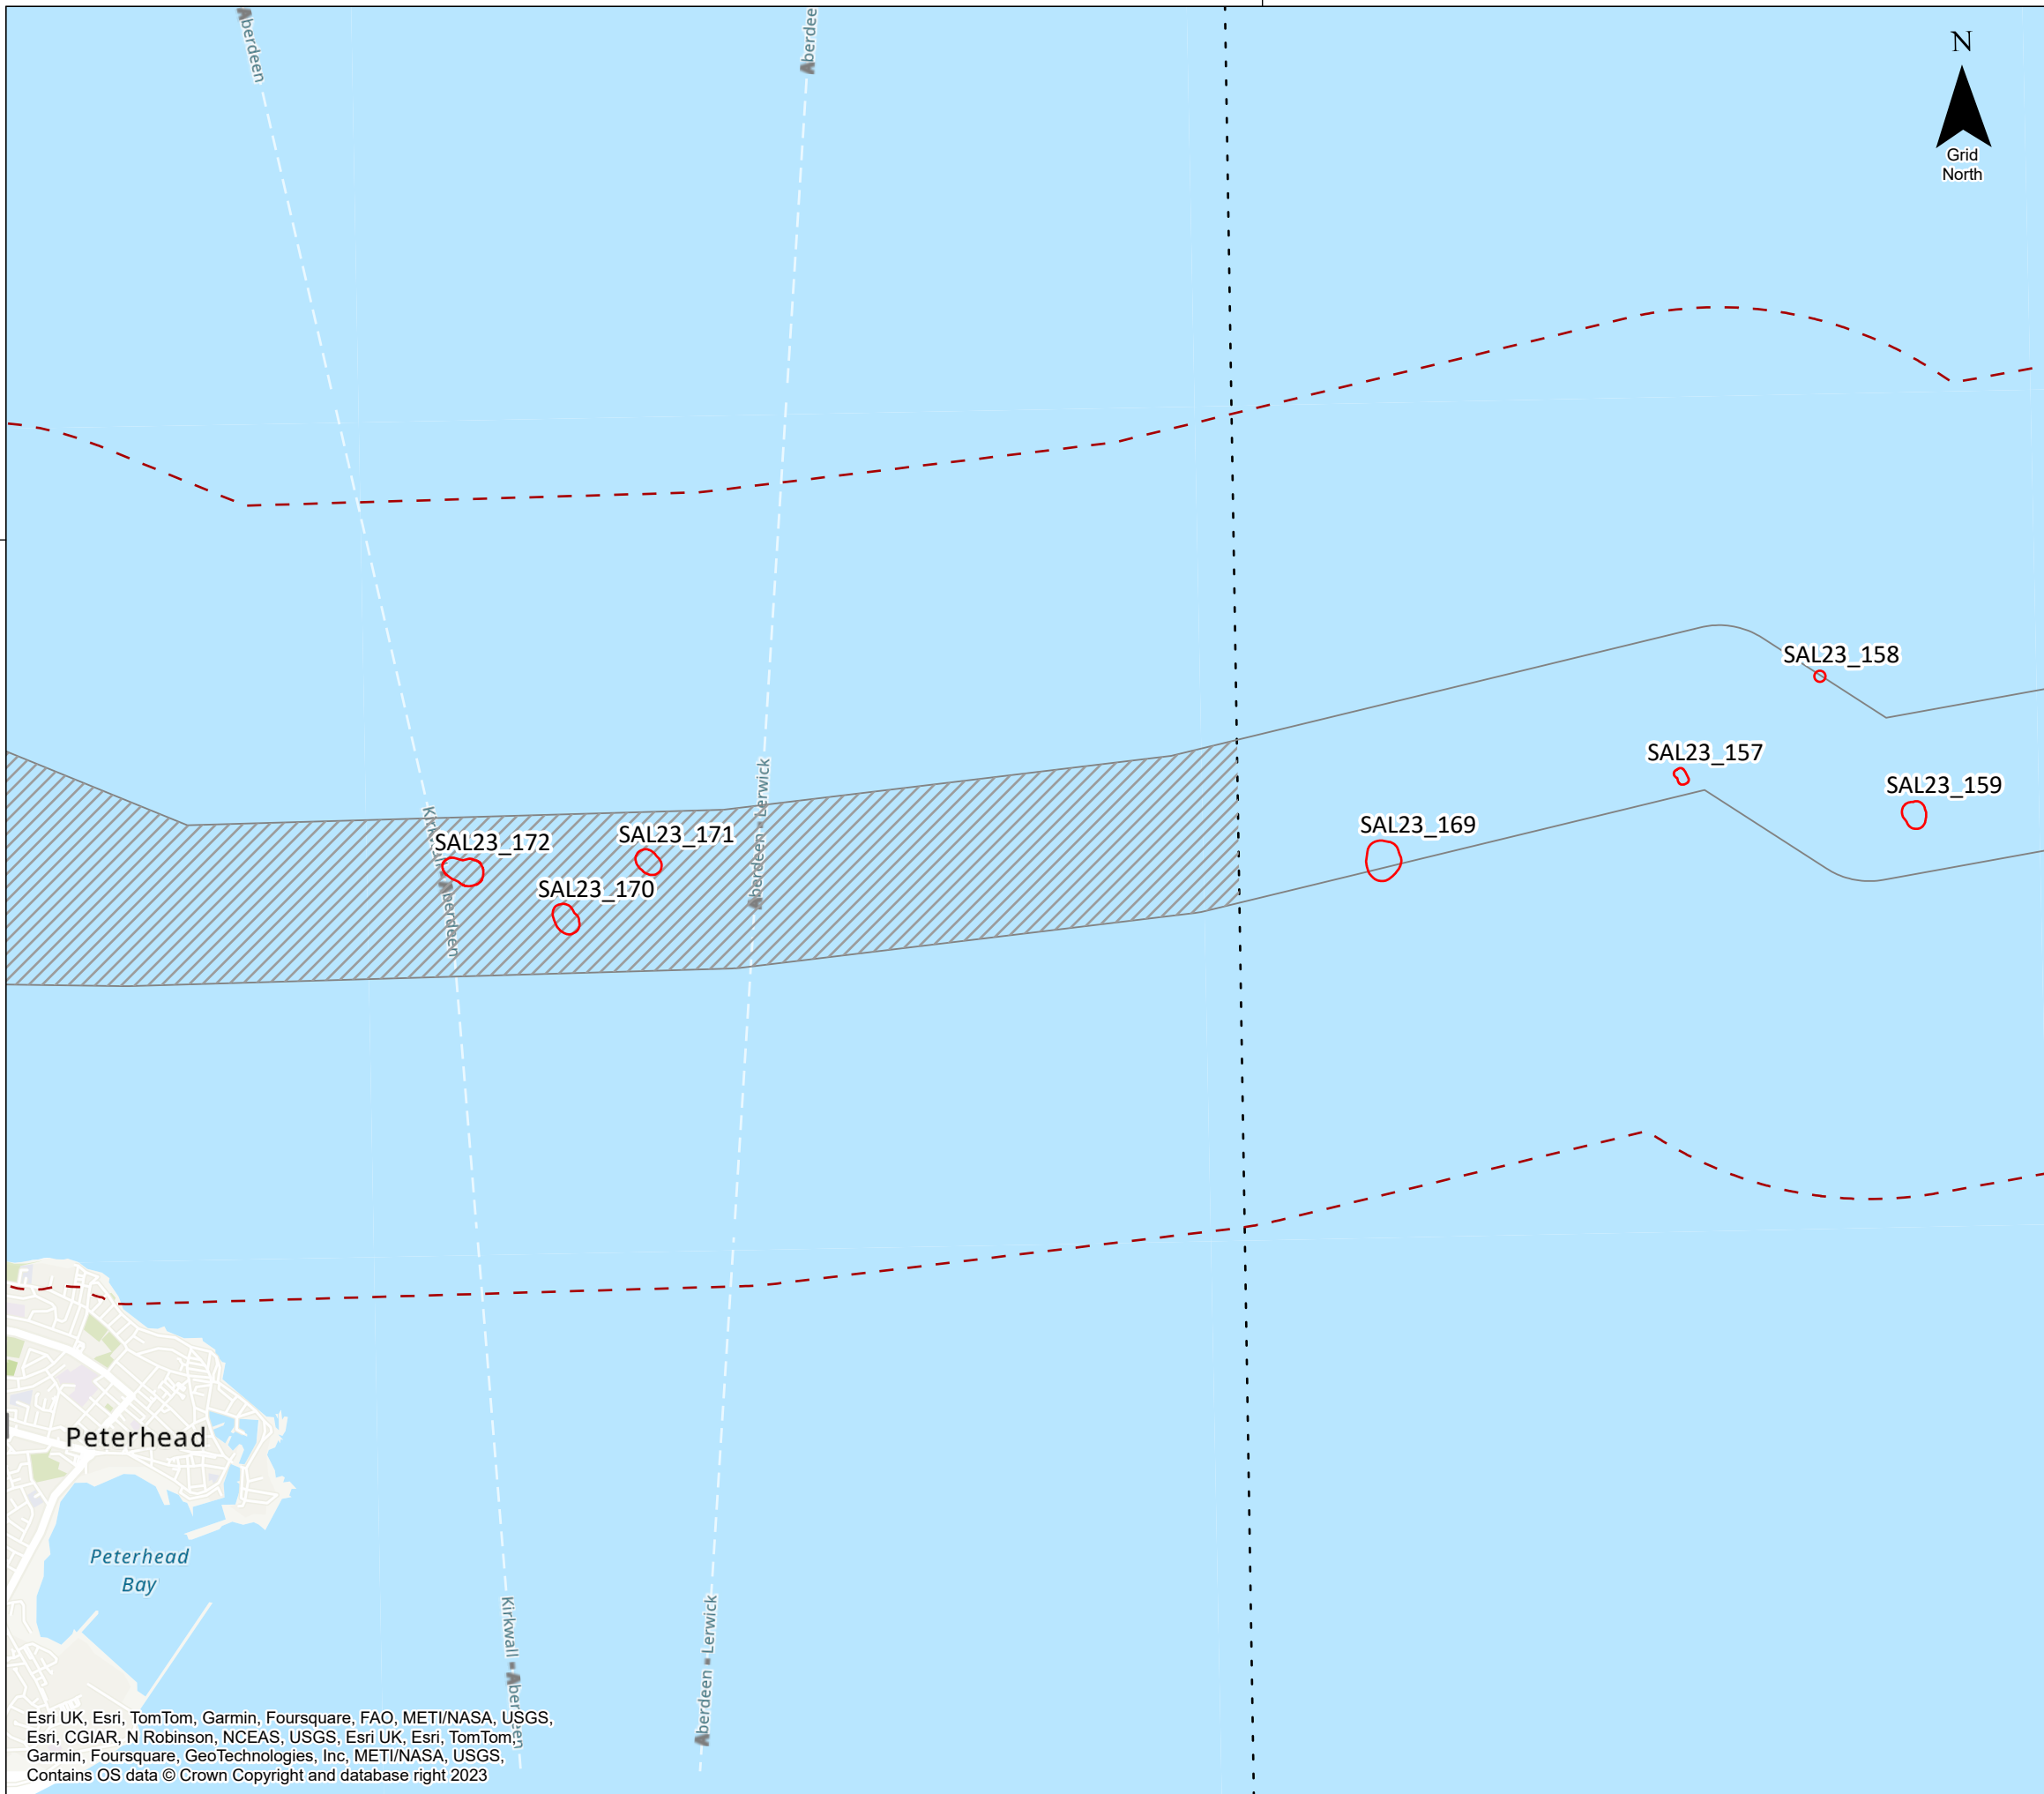 Aberdeen
Aberdee
N
Grid
North
SAL23_158
SAL23_157
SAL23_159
SAL23_169
SAL23_171
SAL23_172
SAL23_170
Kirkwall - Aberdeen
Aberdeen - Lerwick
Peterhead
Peterhead
Bay
Kirkwall - Aberdeen
Aberdeen - Lerwick
Esri UK, Esri, TomTom, Garmin, Foursquare, FAO, METI/NASA, USGS,
Esri, CGIAR, N Robinson, NCEAS, USGS, Esri UK, Esri, TomTom,
Garmin, Foursquare, GeoTechnologies, Inc, METI/NASA, USGS,
Contains OS data © Crown Copyright and database right 2023